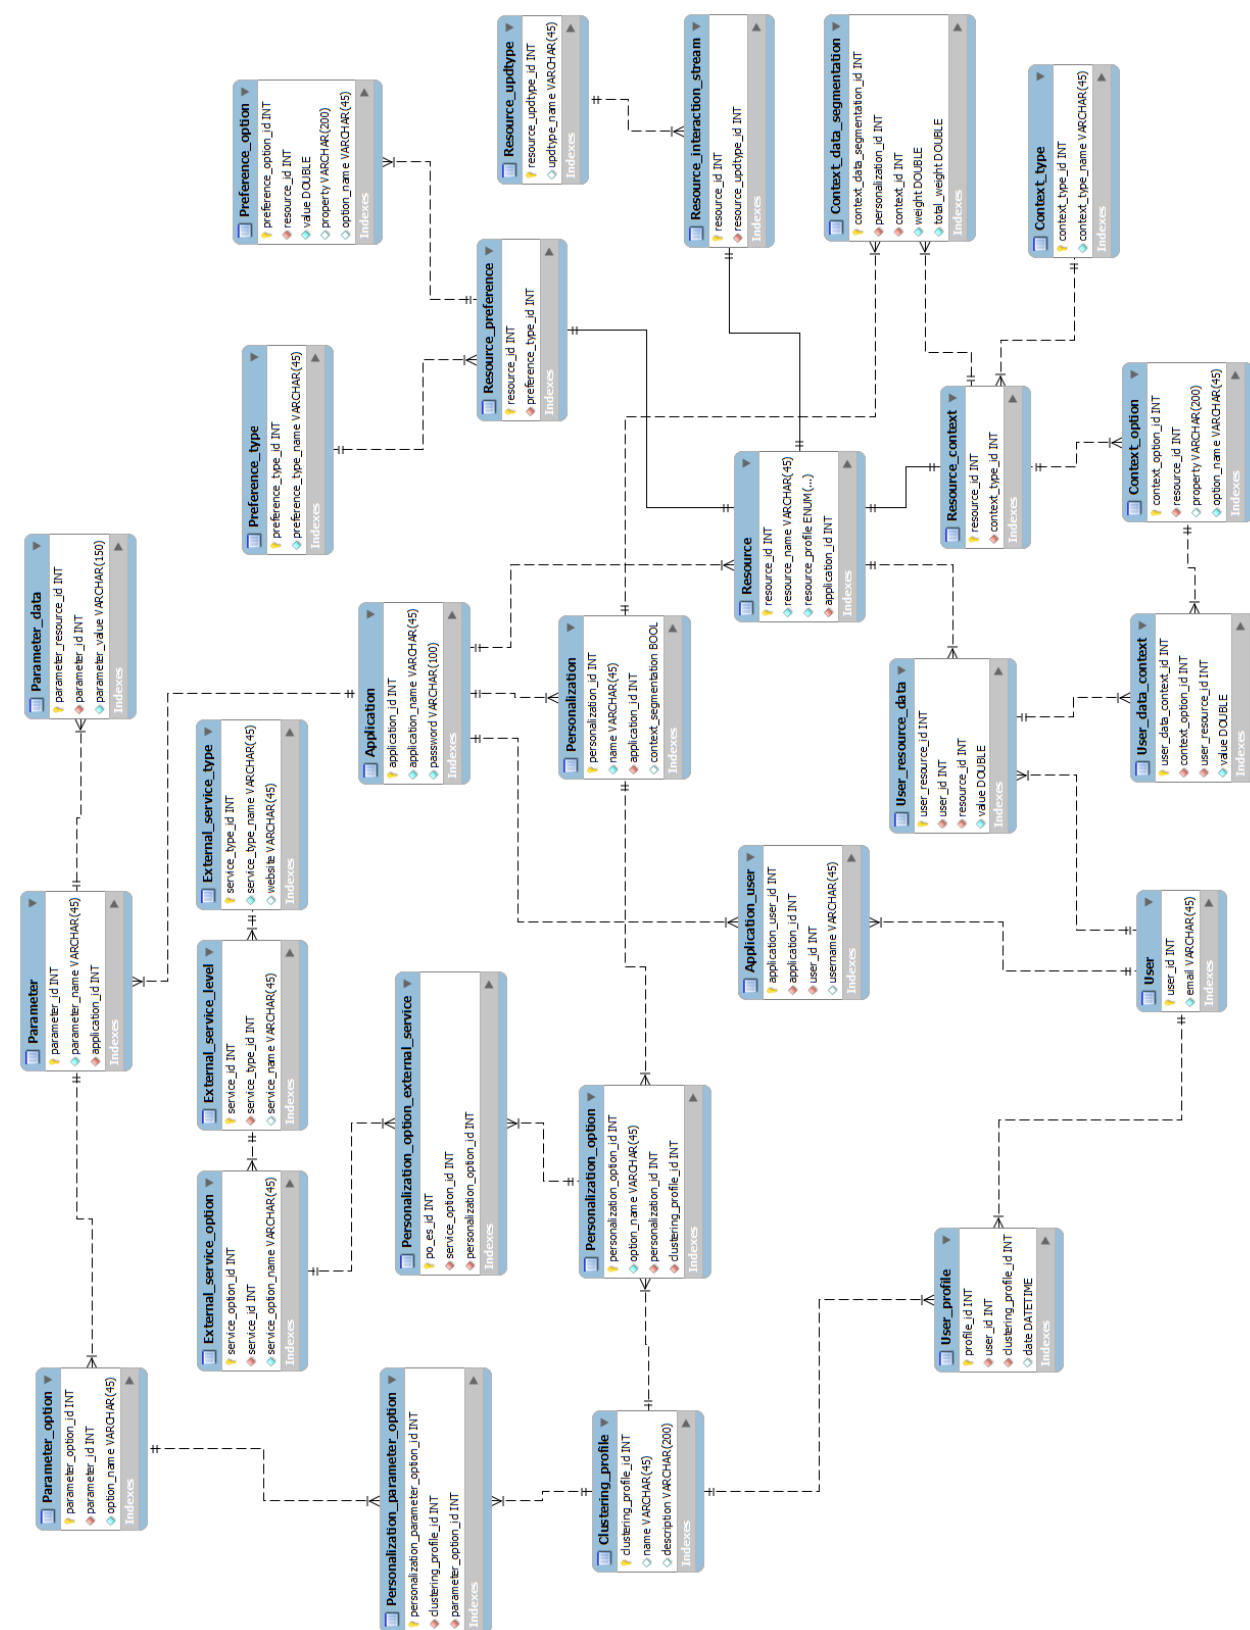 Parameter_option
parameter_option_id INT
parameter_id INT
option_name VARCHAR(45)
Indexes
Parameter
parameter_id INT
parameter_name VARCHAR(45)
application_id INT
Indexes
Parameter_data
parameter_resource_id INT
parameter_id INT
parameter_value VARCHAR(150)
Indexes
External_service_option
service_option_id INT
service_id INT
service_option_name VARCHAR(45)
Indexes
External_service_level
service_id INT
service_type_id INT
service_name VARCHAR(45)
Indexes
External_service_type
service_type_id INT
service_type_name VARCHAR(45)
website VARCHAR(45)
Indexes
Preference_type
preference_type_id INT
preference_type_name VARCHAR(45)
Indexes
Preference_option
preference_option_id INT
resource_id INT
value DOUBLE
property VARCHAR(200)
option_name VARCHAR(45)
Indexes
Personalization_parameter_option
personalization_parameter_option_id INT
clustering_profile_id INT
parameter_option_id INT
Indexes
Personalization_option_external_service
po_es_id INT
service_option_id INT
personalization_option_id INT
Indexes
Application
application_id INT
application_name VARCHAR(45)
password VARCHAR(100)
Indexes
Resource_preference
resource_id INT
preference_type_id INT
Indexes
Resource_updtype
resource_updtype_id INT
updtype_name VARCHAR(45)
Indexes
Clustering_profile
clustering_profile_id INT
name VARCHAR(45)
description VARCHAR(200)
Indexes
Personalization_option
personalization_option_id INT
option_name VARCHAR(45)
personalization_id INT
clustering_profile_id INT
Indexes
Personalization
personalization_id INT
name VARCHAR(45)
application_id INT
context_segmentation BOOL
Indexes
Application_user
application_user_id INT
application_id INT
user_id INT
username VARCHAR(45)
Indexes
Resource
resource_id INT
resource_name VARCHAR(45)
resource_profile ENUM(...)
application_id INT
Indexes
Resource_interaction_stream
resource_id INT
resource_updtype_id INT
Indexes
Context_data_segmentation
context_data_segmentation_id INT
personalization_id INT
context_id INT
weight DOUBLE
total_weight DOUBLE
Indexes
User_profile
profile_id INT
user_id INT
clustering_profile_id INT
date DATETIME
Indexes
User_resource_data
user_resource_id INT
user_id INT
resource_id INT
value DOUBLE
Indexes
Resource_context
resource_id INT
context_type_id INT
Indexes
Context_type
context_type_id INT
context_type_name VARCHAR(45)
Indexes
User
user_id INT
email VARCHAR(45)
Indexes
User_data_context
user_data_context_id INT
context_option_id INT
user_resource_id INT
value DOUBLE
Indexes
Context_option
context_option_id INT
resource_id INT
property VARCHAR(200)
option_name VARCHAR(45)
Indexes